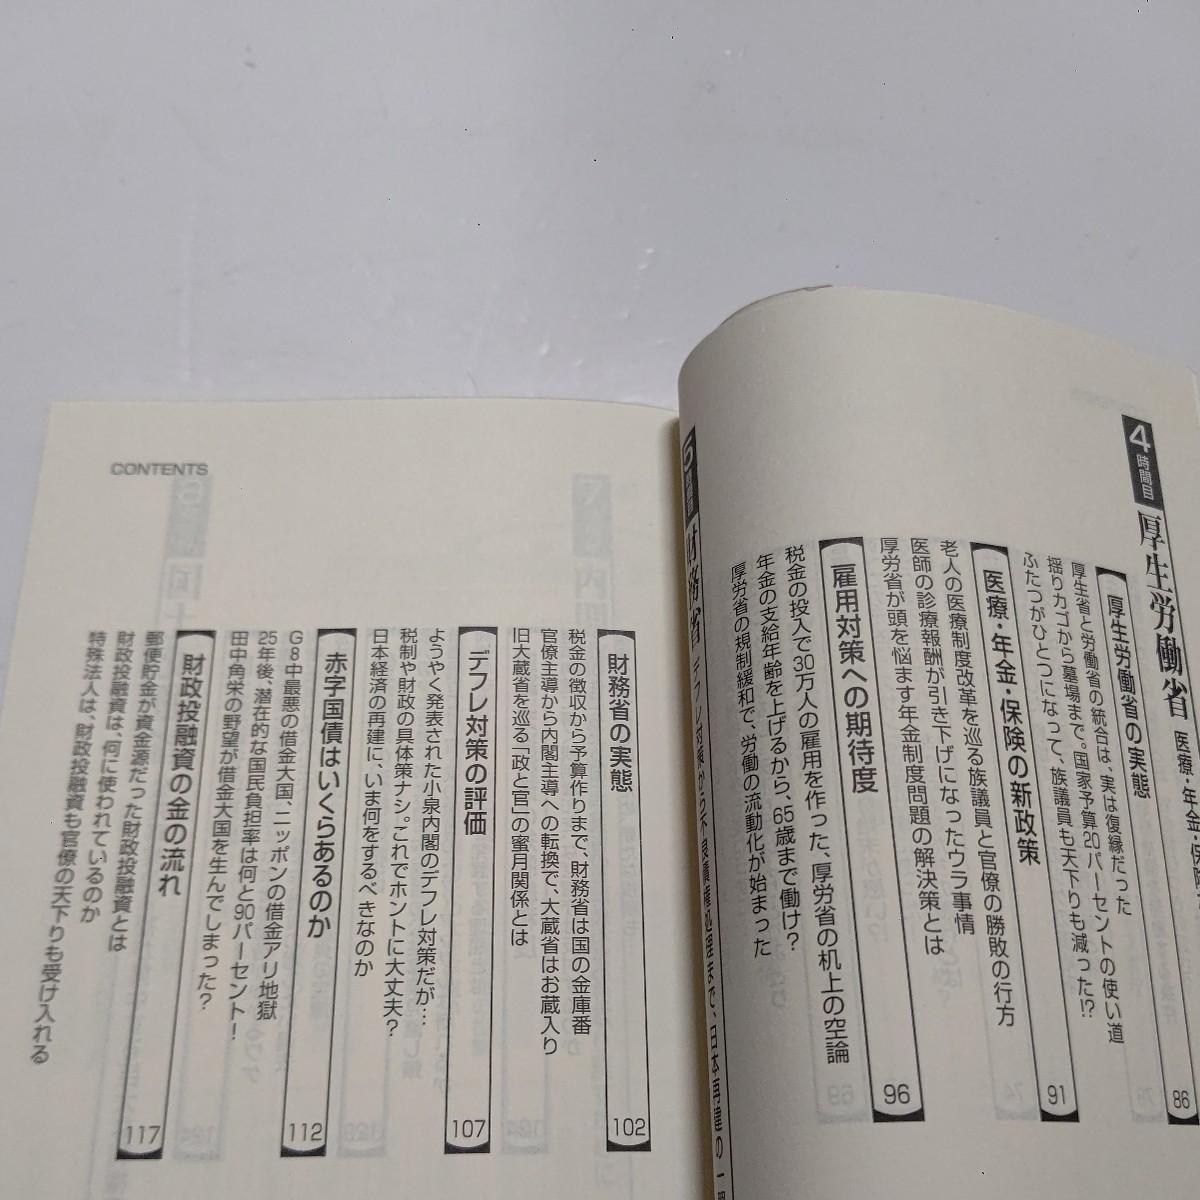 4時間目 厚生労働省 医療・年金・保険
厚生労働省の実態 86
厚生省と労働省の統合は、実は復縁だった
揺りカゴから墓場まで。国家予算20パーセントの使い道
ふたつがひとつになって、族議員も天下りも減った!?
医療・年金・保険の新政策 91
老人の医療制度改革を巡る族議員と官僚の勝敗の行方
医師の診療報酬が引き下げになったウラ事情
厚労省が頭を悩ます年金制度問題の解決策とは
雇用対策への期待度 96
税金の投入で30万人の雇用を作った、厚労省の机上の空論
年金の支給年齢を上げるから、65歳まで働け?
厚労省の規制緩和で、労働の流動化が始まった
時間目 財務省 デフレ対策から不良債権処理まで、日本再建の一
CONTENTS
財務省の実態 102
税金の徴収から予算作りまで、財務省は国の金庫番
官僚主導から内閣主導への転換で、大蔵省はお蔵入り
旧大蔵省を巡る「政と官」の蜜月関係とは
デフレ対策の評価 107
ようやく発表された小泉内閣のデフレ対策だが…
税制や財政の具体策ナシ。これでホントに大丈夫?
日本経済の再建に、いま何をするべきなのか
赤字国債はいくらあるのか 112
G8中最悪の借金大国、ニッポンの借金アリ地獄
25年後、潜在的な国民負担率は何と90パーセント!
田中角栄の野望が借金大国を生んでしまった?
財政投融資の金の流れ 117
郵便貯金が資金源だった財政投融資とは
財政投融資は、何に使われているのか
特殊法人は、財政投融資も官僚の天下りも受け入れる